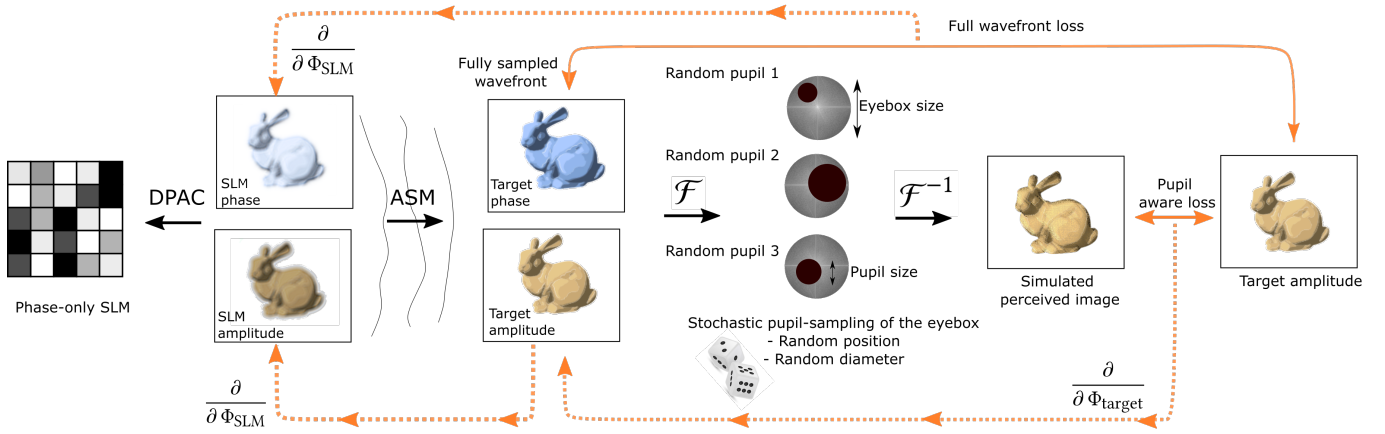 Full wavefront loss
∂
∂ Φ_SLM
Fully sampled
wavefront
Random pupil 1
Eyebox size
SLM
phase
Target
phase
Random pupil 2
DPAC
ASM
ℱ
ℱ⁻¹
Pupil
aware loss
Random pupil 3
Pupil size
Phase-only SLM
SLM
amplitude
Target
amplitude
Simulated
perceived image
Target amplitude
Stochastic pupil-sampling of the eyebox
- Random position
- Random diameter
∂
∂ Φ_SLM
∂
∂ Φ_target